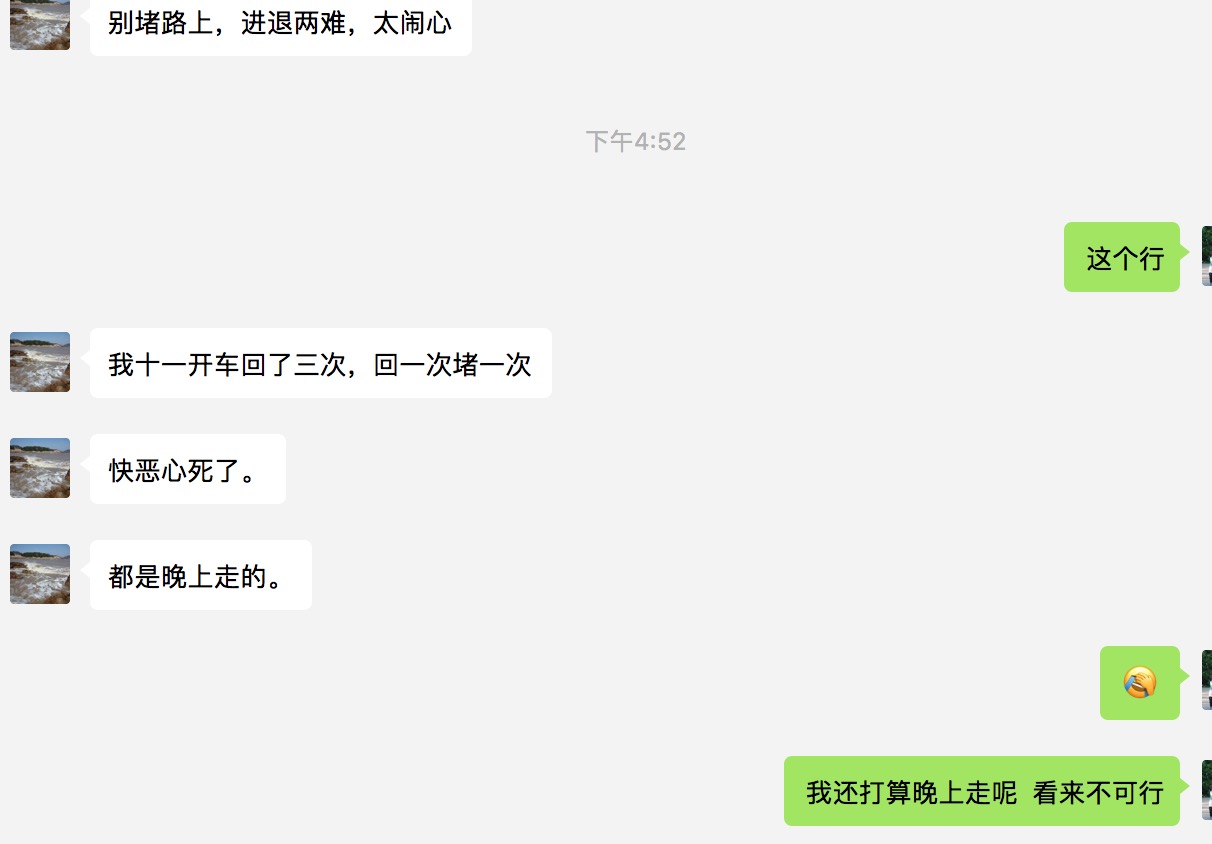 别堵路上，进退两难，太闹心
下午4:52
这个行
我十一开车回了三次，回一次堵一次
快恶心死了。
都是晚上走的。
我还打算晚上走呢  看来不可行